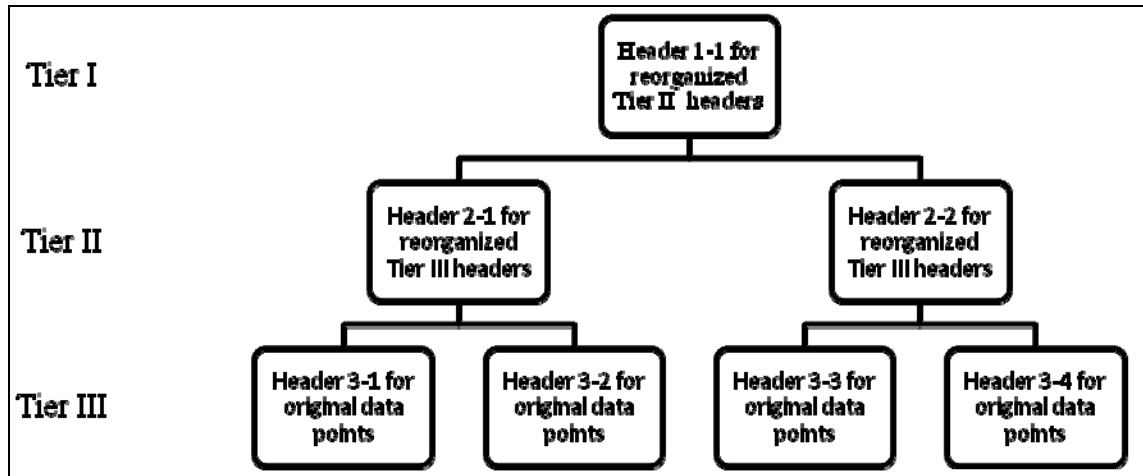 Tier I
Header 1-1 for
reorganized
Tier II headers
Tier II
Header 2-1 for
reorganized
Tier III headers
Header 2-2 for
reorganized
Tier III headers
Tier III
Header 3-1 for
original data
points
Header 3-2 for
original data
points
Header 3-3 for
original data
points
Header 3-4 for
original data
points